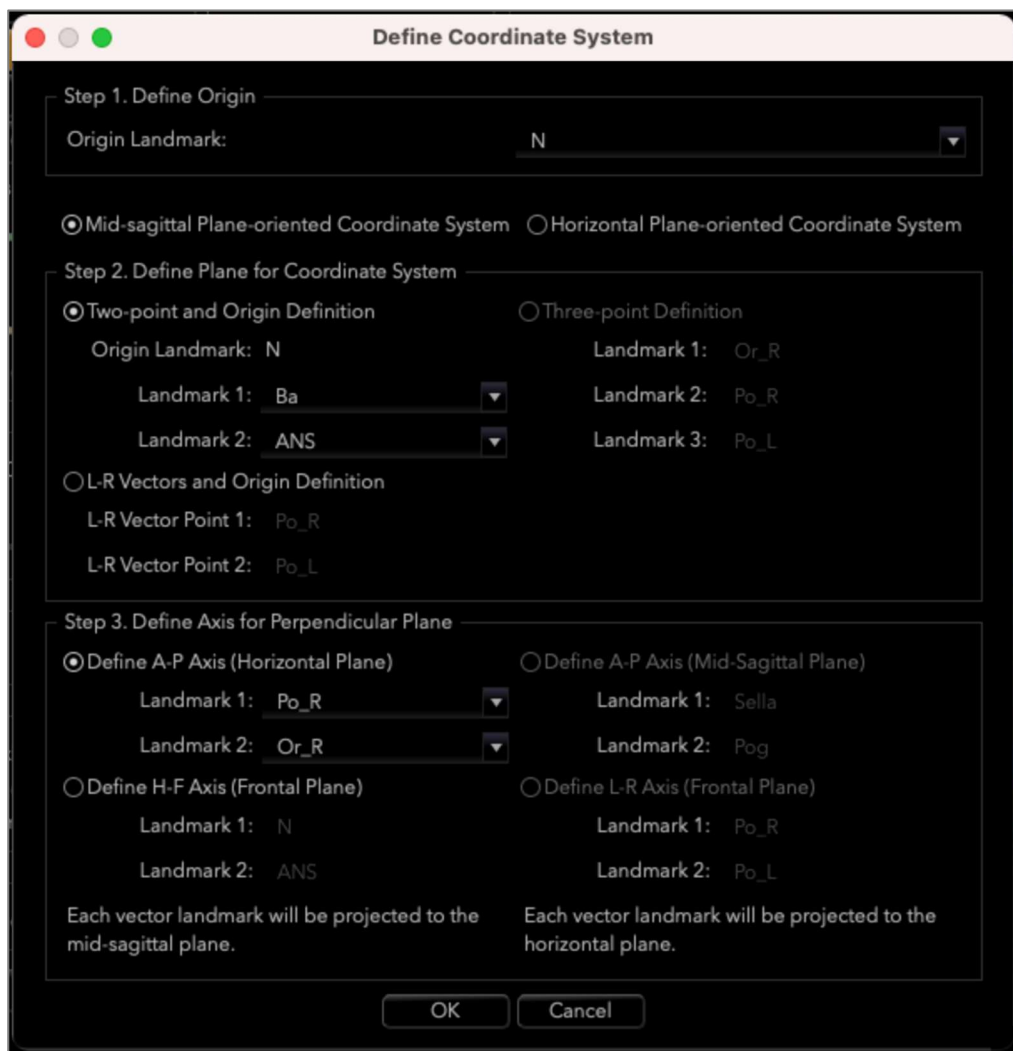 Define Coordinate System
Step 1. Define Origin
Origin Landmark: N
Mid-sagittal Plane-oriented Coordinate System Horizontal Plane-oriented Coordinate System
Step 2. Define Plane for Coordinate System
Two-point and Origin Definition Three-point Definition
Origin Landmark: N Landmark 1: Or_R
Landmark 1: Ba Landmark 2: Po_R
Landmark 2: ANS Landmark 3: Po_L
L-R Vectors and Origin Definition
L-R Vector Point 1: Po_R
L-R Vector Point 2: Po_L
Step 3. Define Axis for Perpendicular Plane
Define A-P Axis (Horizontal Plane) Define A-P Axis (Mid-Sagittal Plane)
Landmark 1: Po_R Landmark 1: Sella
Landmark 2: Or_R Landmark 2: Pog
Define H-F Axis (Frontal Plane) Define L-R Axis (Frontal Plane)
Landmark 1: N Landmark 1: Po_R
Landmark 2: ANS Landmark 2: Po_L
Each vector landmark will be projected to the Each vector landmark will be projected to the
mid-sagittal plane. horizontal plane.
OK Cancel